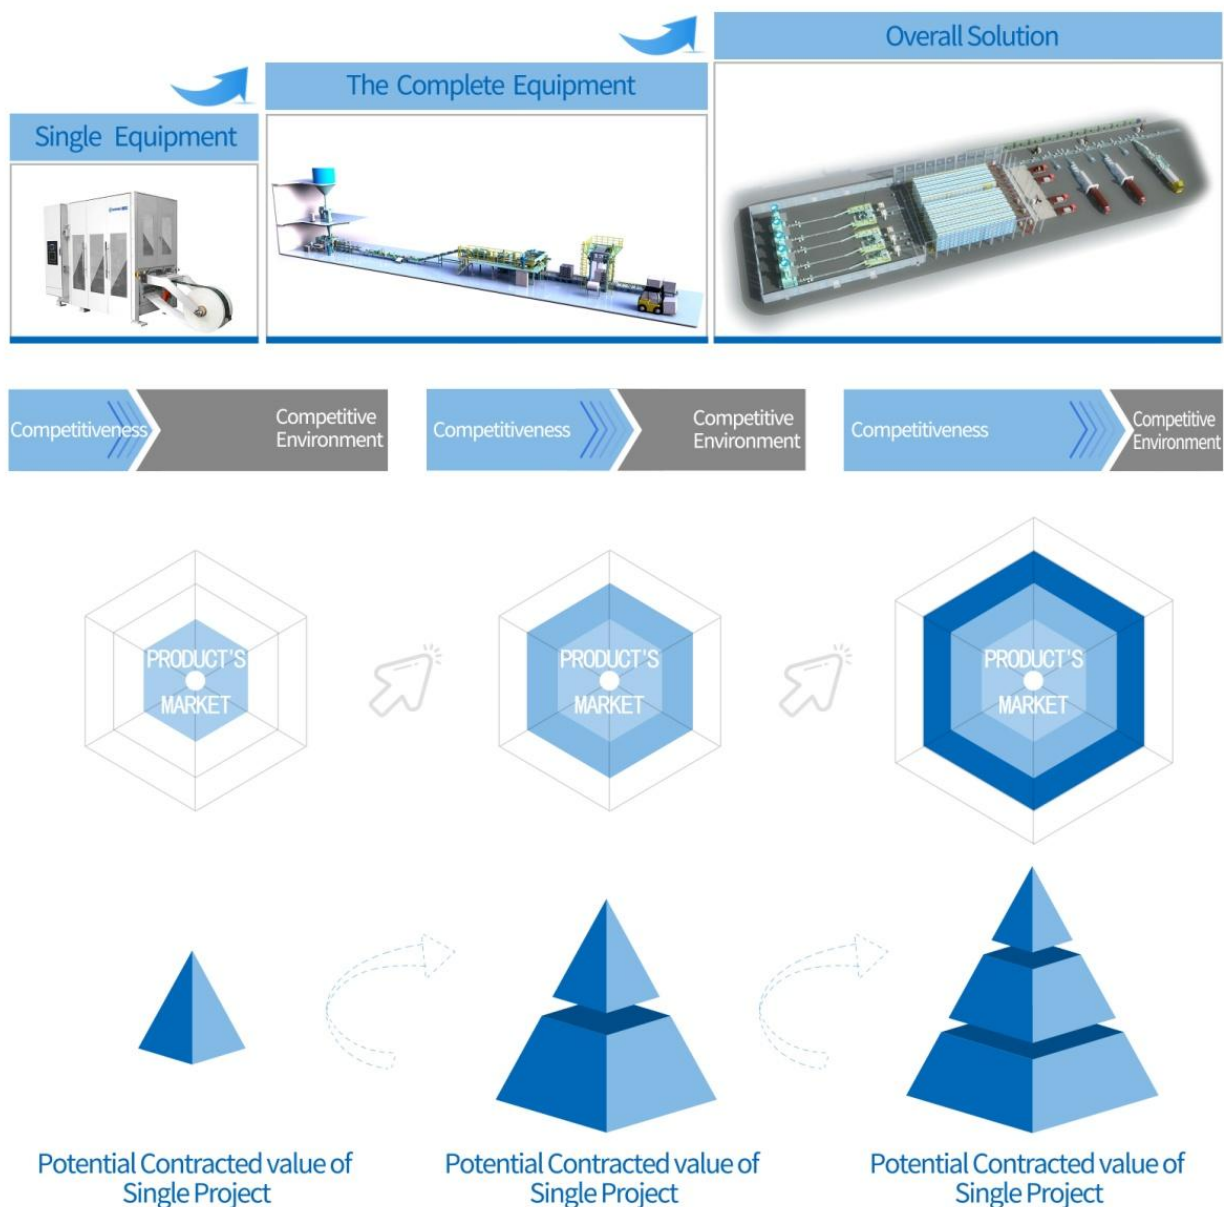 Overall Solution
The Complete Equipment
Single Equipment
Competitiveness
Competitive
Environment
Competitiveness
Competitive
Environment
Competitiveness
Competitive
Environment
PRODUCT'S
MARKET
PRODUCT'S
MARKET
PRODUCT'S
MARKET
Potential Contracted value of
Single Project
Potential Contracted value of
Single Project
Potential Contracted value of
Single Project